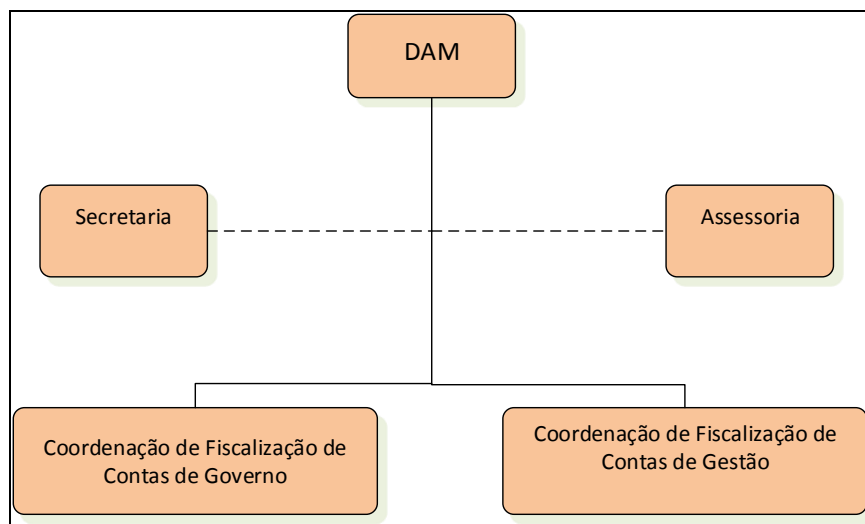 DAM
Secretaria
Assessoria
Coordenação de Fiscalização de
Contas de Governo
Coordenação de Fiscalização de
Contas de Gestão